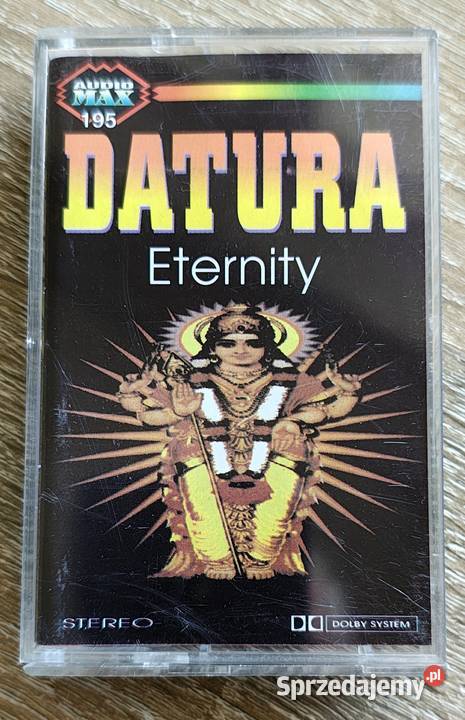 AUDIO
MAX
195
DATURA
Eternity
STEREO
DOLBY SYSTEM
Sprzedajemy.pl